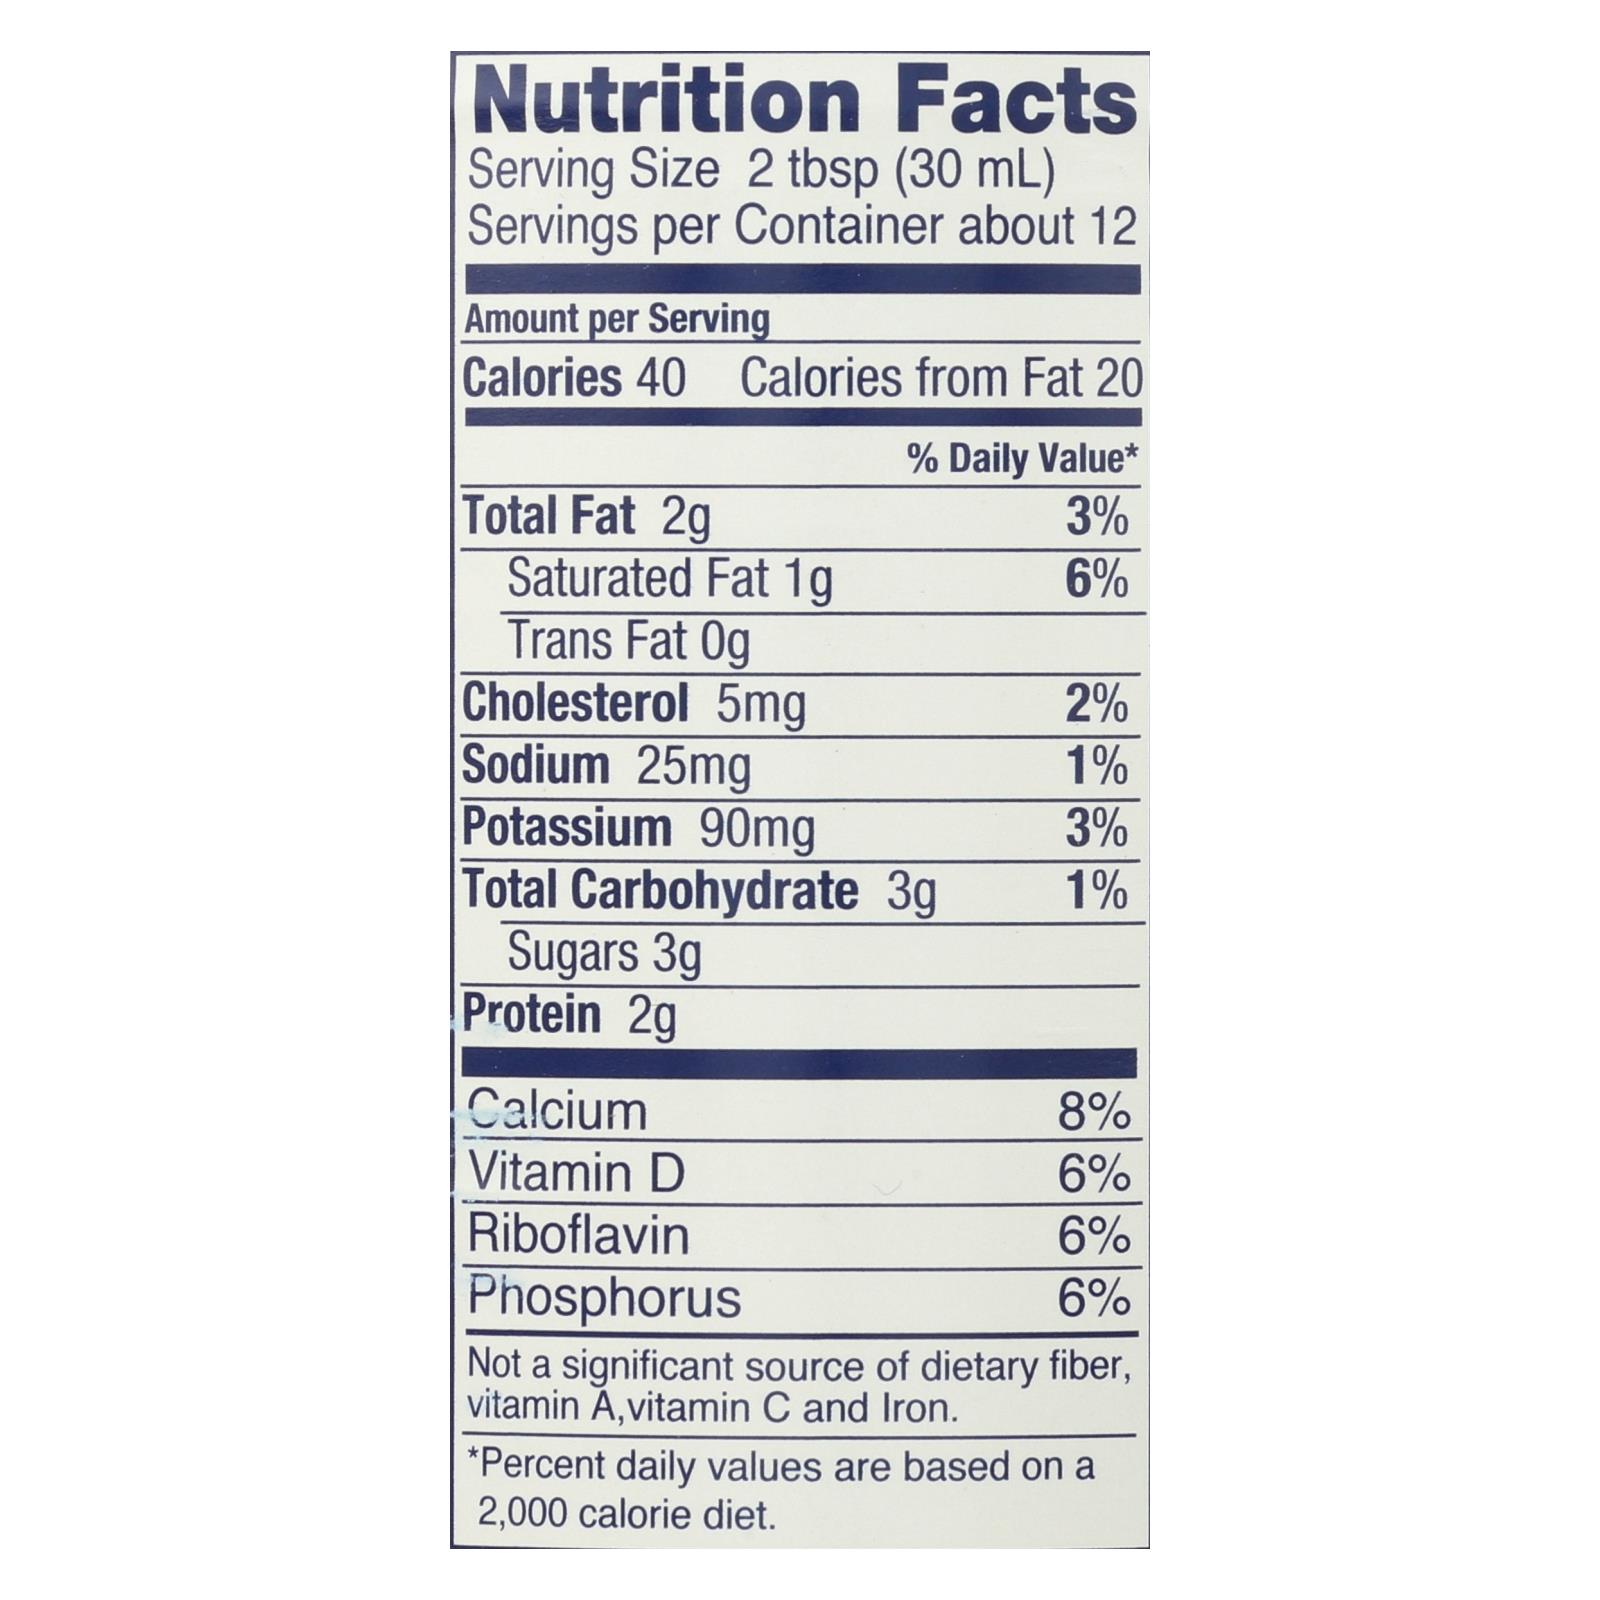 Nutrition Facts
Serving Size 2 tbsp (30 mL)
Servings per Container about 12
Amount per Serving
Calories 40 Calories from Fat 20
% Daily Value*
Total Fat 2g 3%
Saturated Fat 1g 6%
Trans Fat 0g
Cholesterol 5mg 2%
Sodium 25mg 1%
Potassium 90mg 3%
Total Carbohydrate 3g 1%
Sugars 3g
Protein 2g
Calcium 8%
Vitamin D 6%
Riboflavin 6%
Phosphorus 6%
Not a significant source of dietary fiber,
vitamin A,vitamin C and Iron.
*Percent daily values are based on a
2,000 calorie diet.